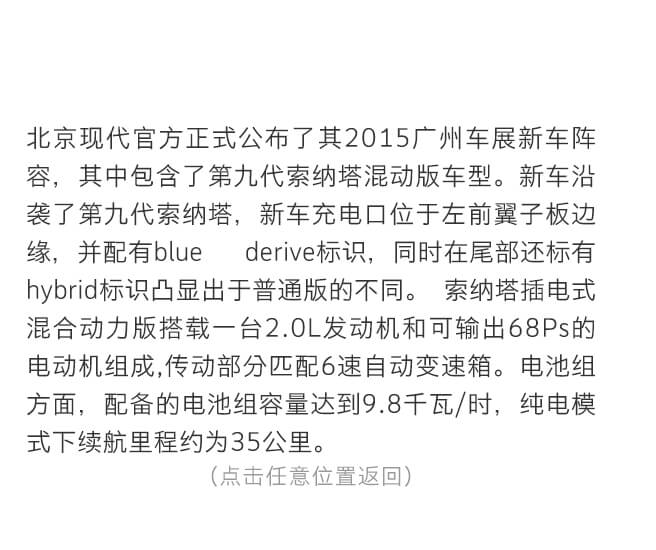 北京现代官方正式公布了其2015广州车展新车阵
容，其中包含了第九代索纳塔混动版车型。新车沿
袭了第九代索纳塔，新车充电口位于左前翼子板边
缘，并配有blue derive标识，同时在尾部还标有
hybrid标识凸显出于普通版的不同。 索纳塔插电式
混合动力版搭载一台2.0L发动机和可输出68Ps的
电动机组成,传动部分匹配6速自动变速箱。电池组
方面，配备的电池组容量达到9.8千瓦/时，纯电模
式下续航里程约为35公里。
（点击任意位置返回）